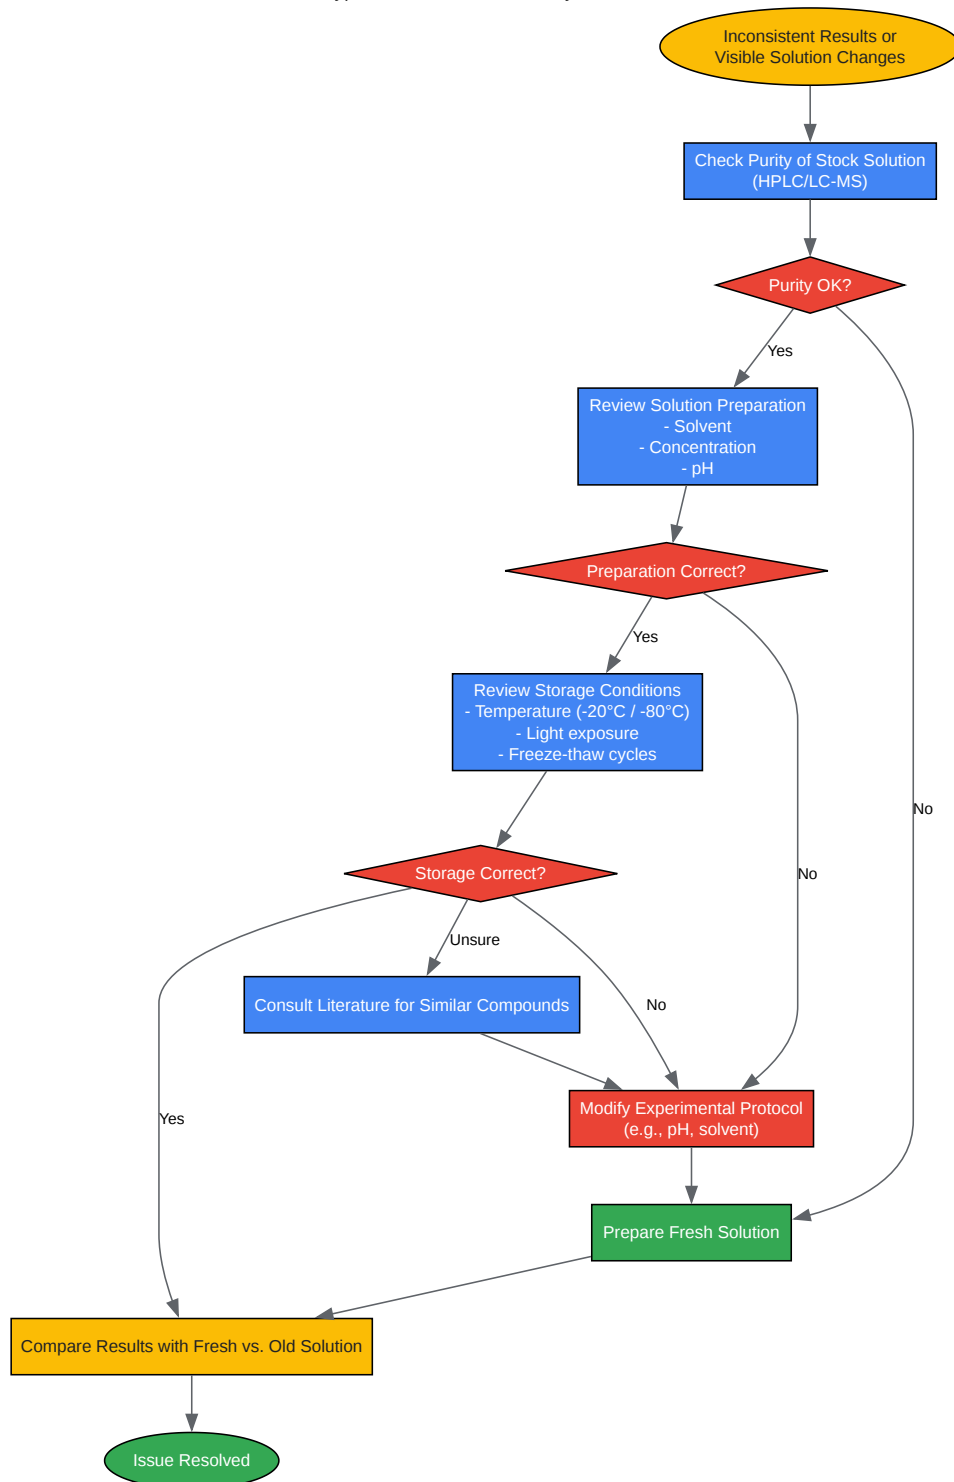 Inconsistent Results or
Visible Solution Changes
Check Purity of Stock Solution
(HPLC/LC-MS)
Purity OK?
Yes
Review Solution Preparation
- Solvent
- Concentration
- pH
Preparation Correct?
Yes
Review Storage Conditions
- Temperature (-20°C / -80°C)
- Light exposure
- Freeze-thaw cycles
No
Storage Correct?
No
Unsure
Consult Literature for Similar Compounds
No
Modify Experimental Protocol
(e.g., pH, solvent)
Yes
Prepare Fresh Solution
Compare Results with Fresh vs. Old Solution
Issue Resolved